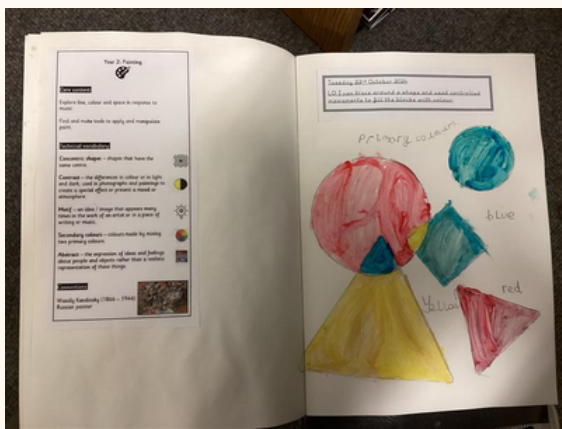 Year 2: Painting
Core content
Explore line, colour and space in response to
music.
Find and make tools to apply and manipulate
paint.
Technical vocabulary
Concentric shapes – shapes that have the
same centre.
Contrast – the differences in colour or in light
and dark, used in photographs and paintings to
create a special effect or present a mood or
atmosphere.
Motif – an idea / image that appears many
times in the work of an artist or in a piece of
writing or music.
Secondary colours – colours made by mixing
two primary colours.
Abstract – the expression of ideas and feelings
about people and objects rather than a realistic
representation of those things.
Connections
Wassily Kandinsky (1866 – 1944)
Russian painter
Tuesday 22nd October 2024
LO I can trace around a shape and used controlled
movements to fill the blocks with colour.
Primary colours
blue
red
Yellow